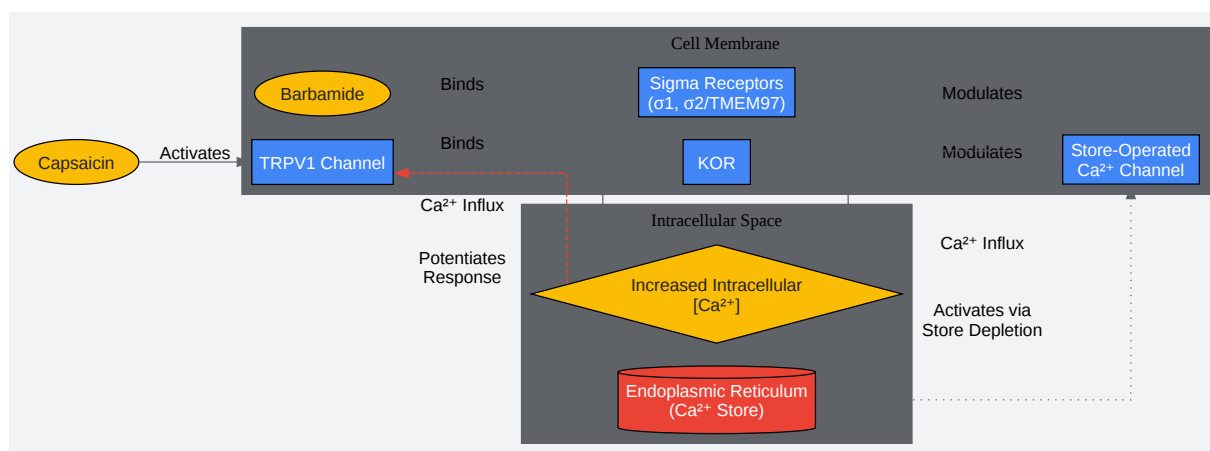 Cell Membrane
Barbamide
Binds
Sigma Receptors
(σ1, σ2/TMEM97)
Modulates
Capsaicin
Activates
TRPV1 Channel
Binds
KOR
Modulates
Store-Operated
Ca²⁺ Channel
Ca²⁺ Influx
Intracellular Space
Ca²⁺ Influx
Potentiates
Response
Increased Intracellular
[Ca²⁺]
Activates via
Store Depletion
Endoplasmic Reticulum
(Ca²⁺ Store)